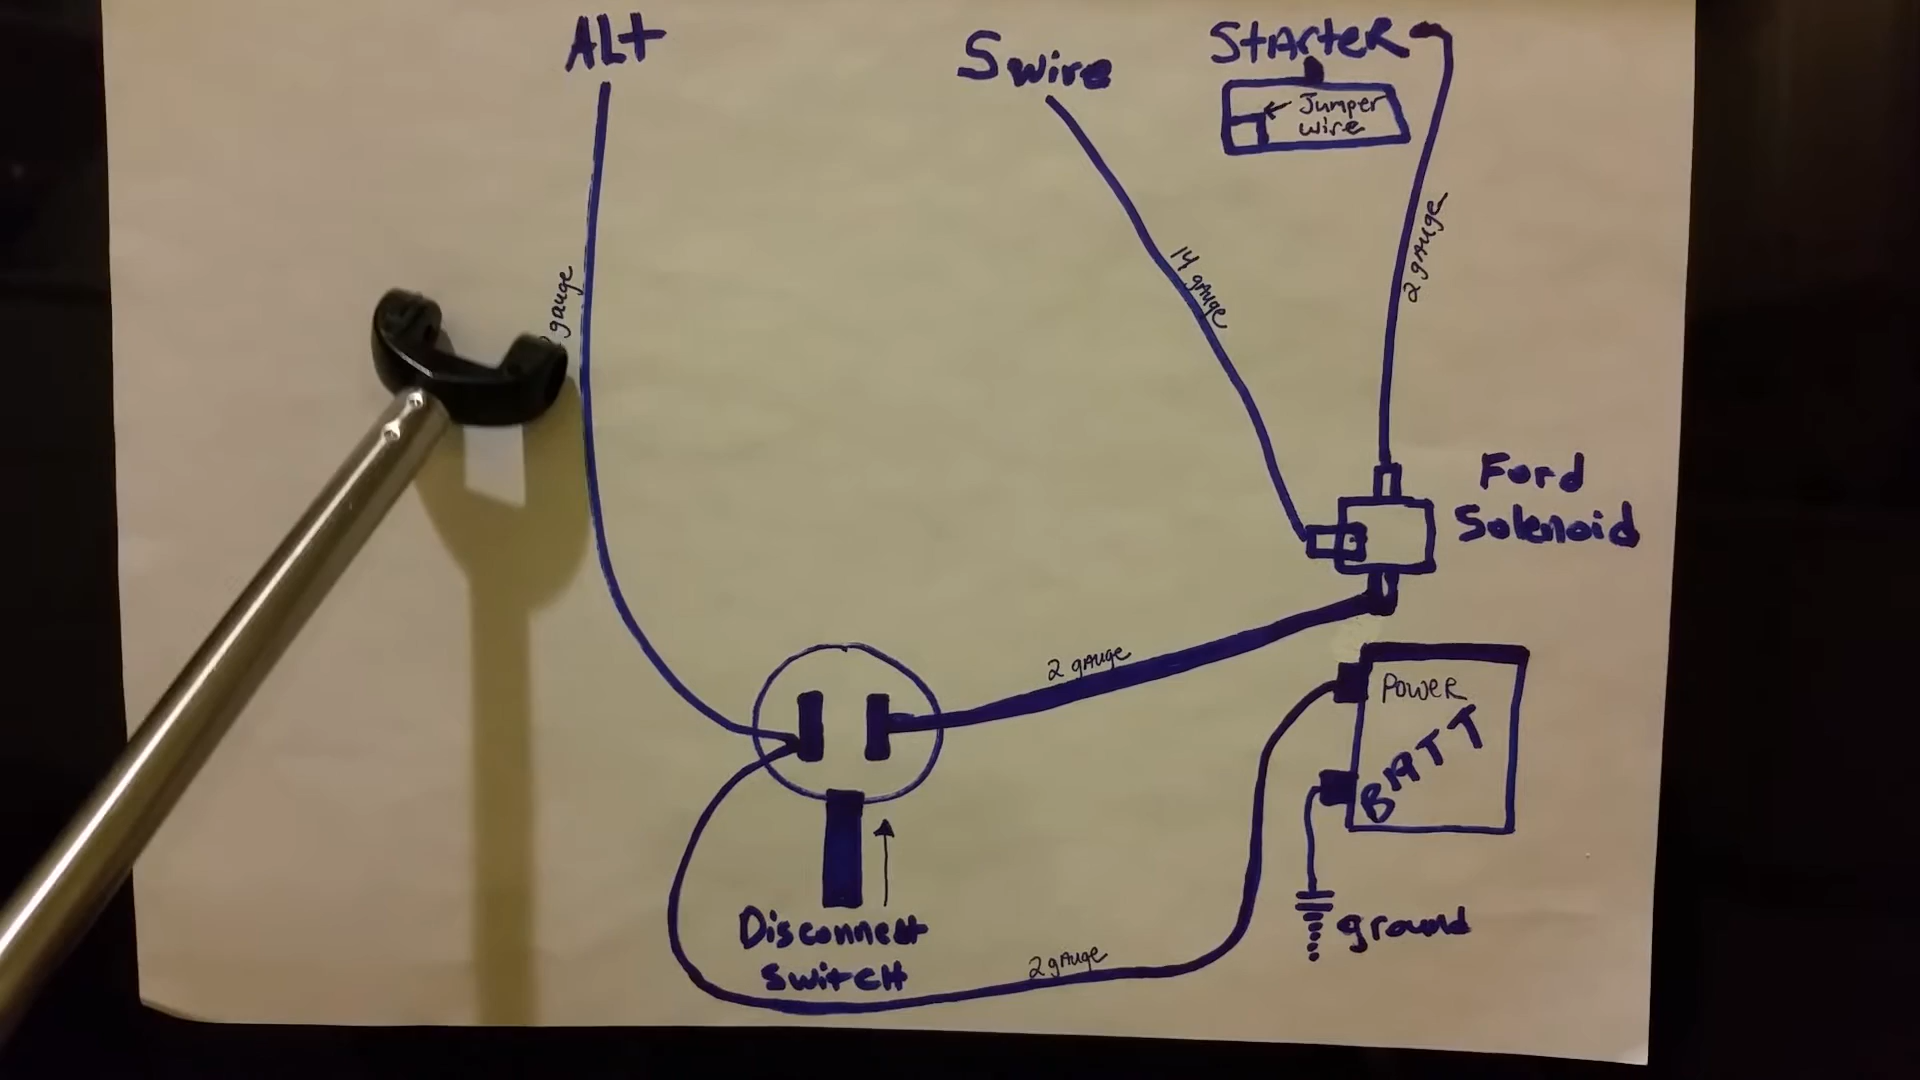 ALT
S wire
StARteR
Jumper
wire
gauge
14 gAuge
2 gAuge
Ford
Solenoid
2 gAuge
Power
BATT
Disconnect
SwitcH
2 gAuge
ground